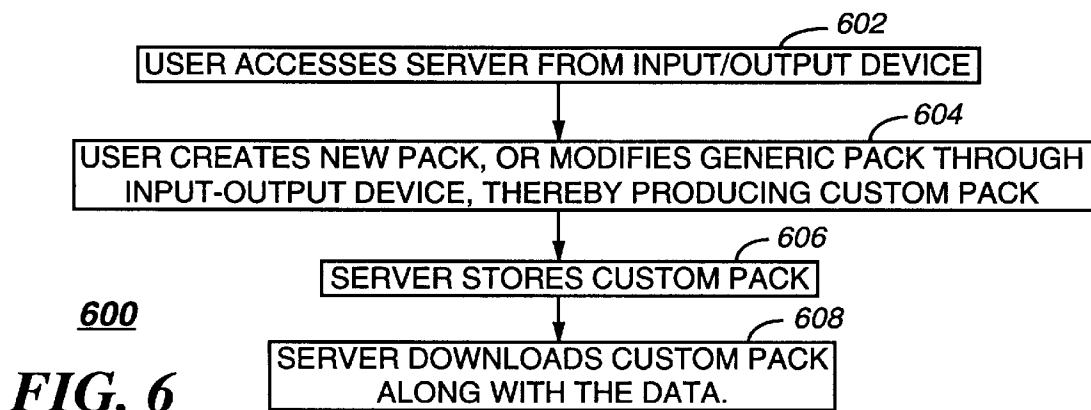 602
USER ACCESSES SERVER FROM INPUT/OUTPUT DEVICE
604
USER CREATES NEW PACK, OR MODIFIES GENERIC PACK THROUGH
INPUT-OUTPUT DEVICE, THEREBY PRODUCING CUSTOM PACK
606
SERVER STORES CUSTOM PACK
608
SERVER DOWNLOADS CUSTOM PACK
ALONG WITH THE DATA.
600
FIG. 6